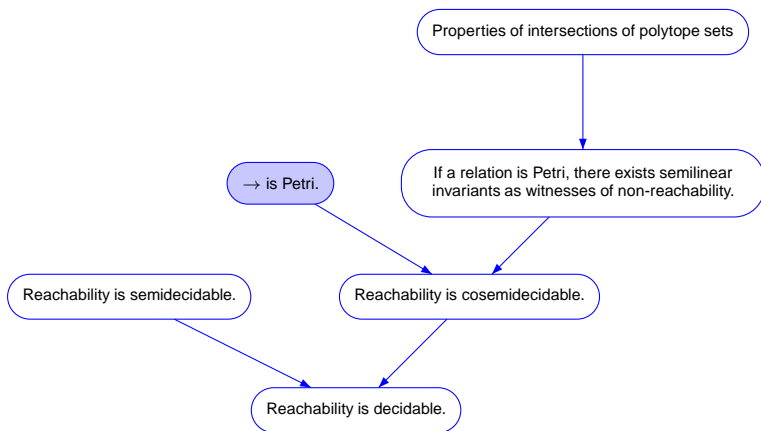 Properties of intersections of polytope sets
→ is Petri.
If a relation is Petri, there exists semilinear
invariants as witnesses of non-reachability.
Reachability is semidecidable.
Reachability is cosemidecidable.
Reachability is decidable.